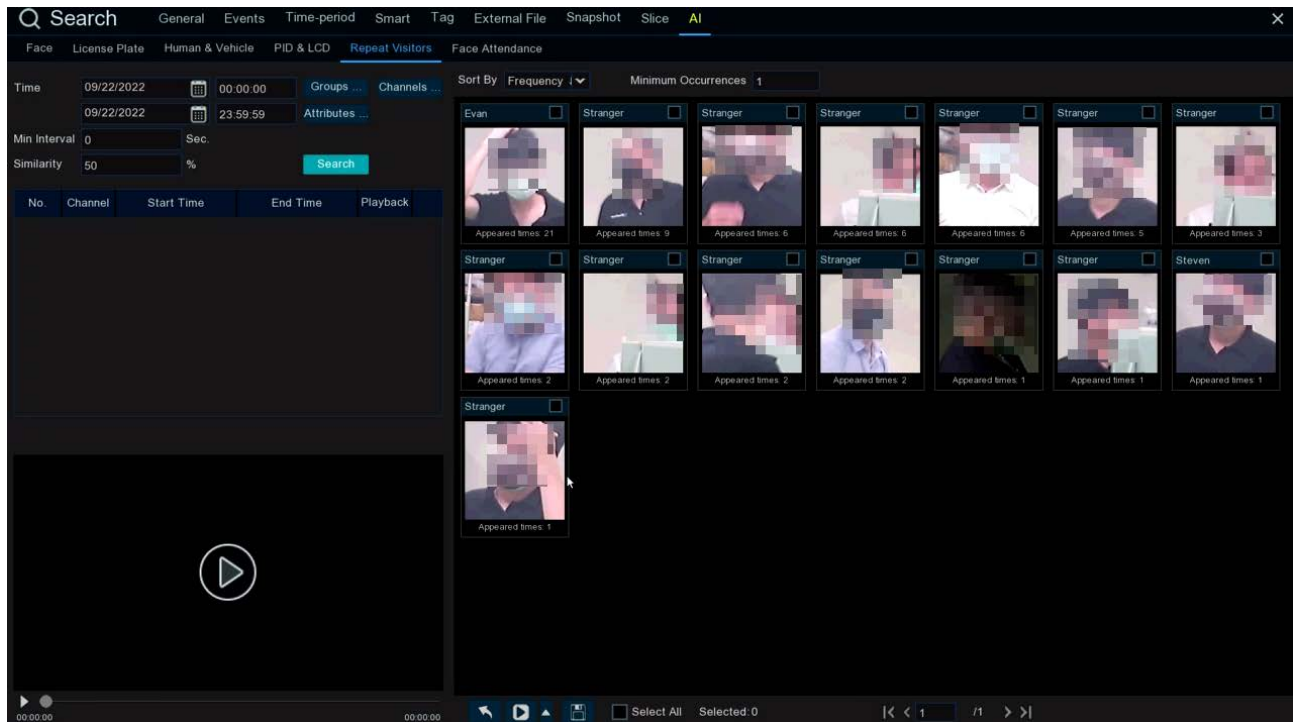 Search General Events Time-period Smart Tag External File Snapshot Slice AI
Face License Plate Human & Vehicle PID & LCD Repeat Visitors Face Attendance
Time 09/22/2022 00:00:00 Groups ... Channels ...
09/22/2022 23:59:59 Attributes ...
Min Interval 0 Sec.
Similarity 50 %
Search
No. Channel Start Time End Time Playback
00:00:00 00:00:00
Sort By Frequency Minimum Occurrences 1
Evan Stranger Stranger Stranger Stranger Stranger Stranger
Appeared times: 21 Appeared times: 9 Appeared times: 6 Appeared times: 6 Appeared times: 6 Appeared times: 5 Appeared times: 3
Stranger Stranger Stranger Stranger Stranger Stranger Steven
Appeared times: 2 Appeared times: 2 Appeared times: 2 Appeared times: 2 Appeared times: 1 Appeared times: 1 Appeared times: 1
Stranger
Appeared times: 1
Select All Selected:0 1 /1